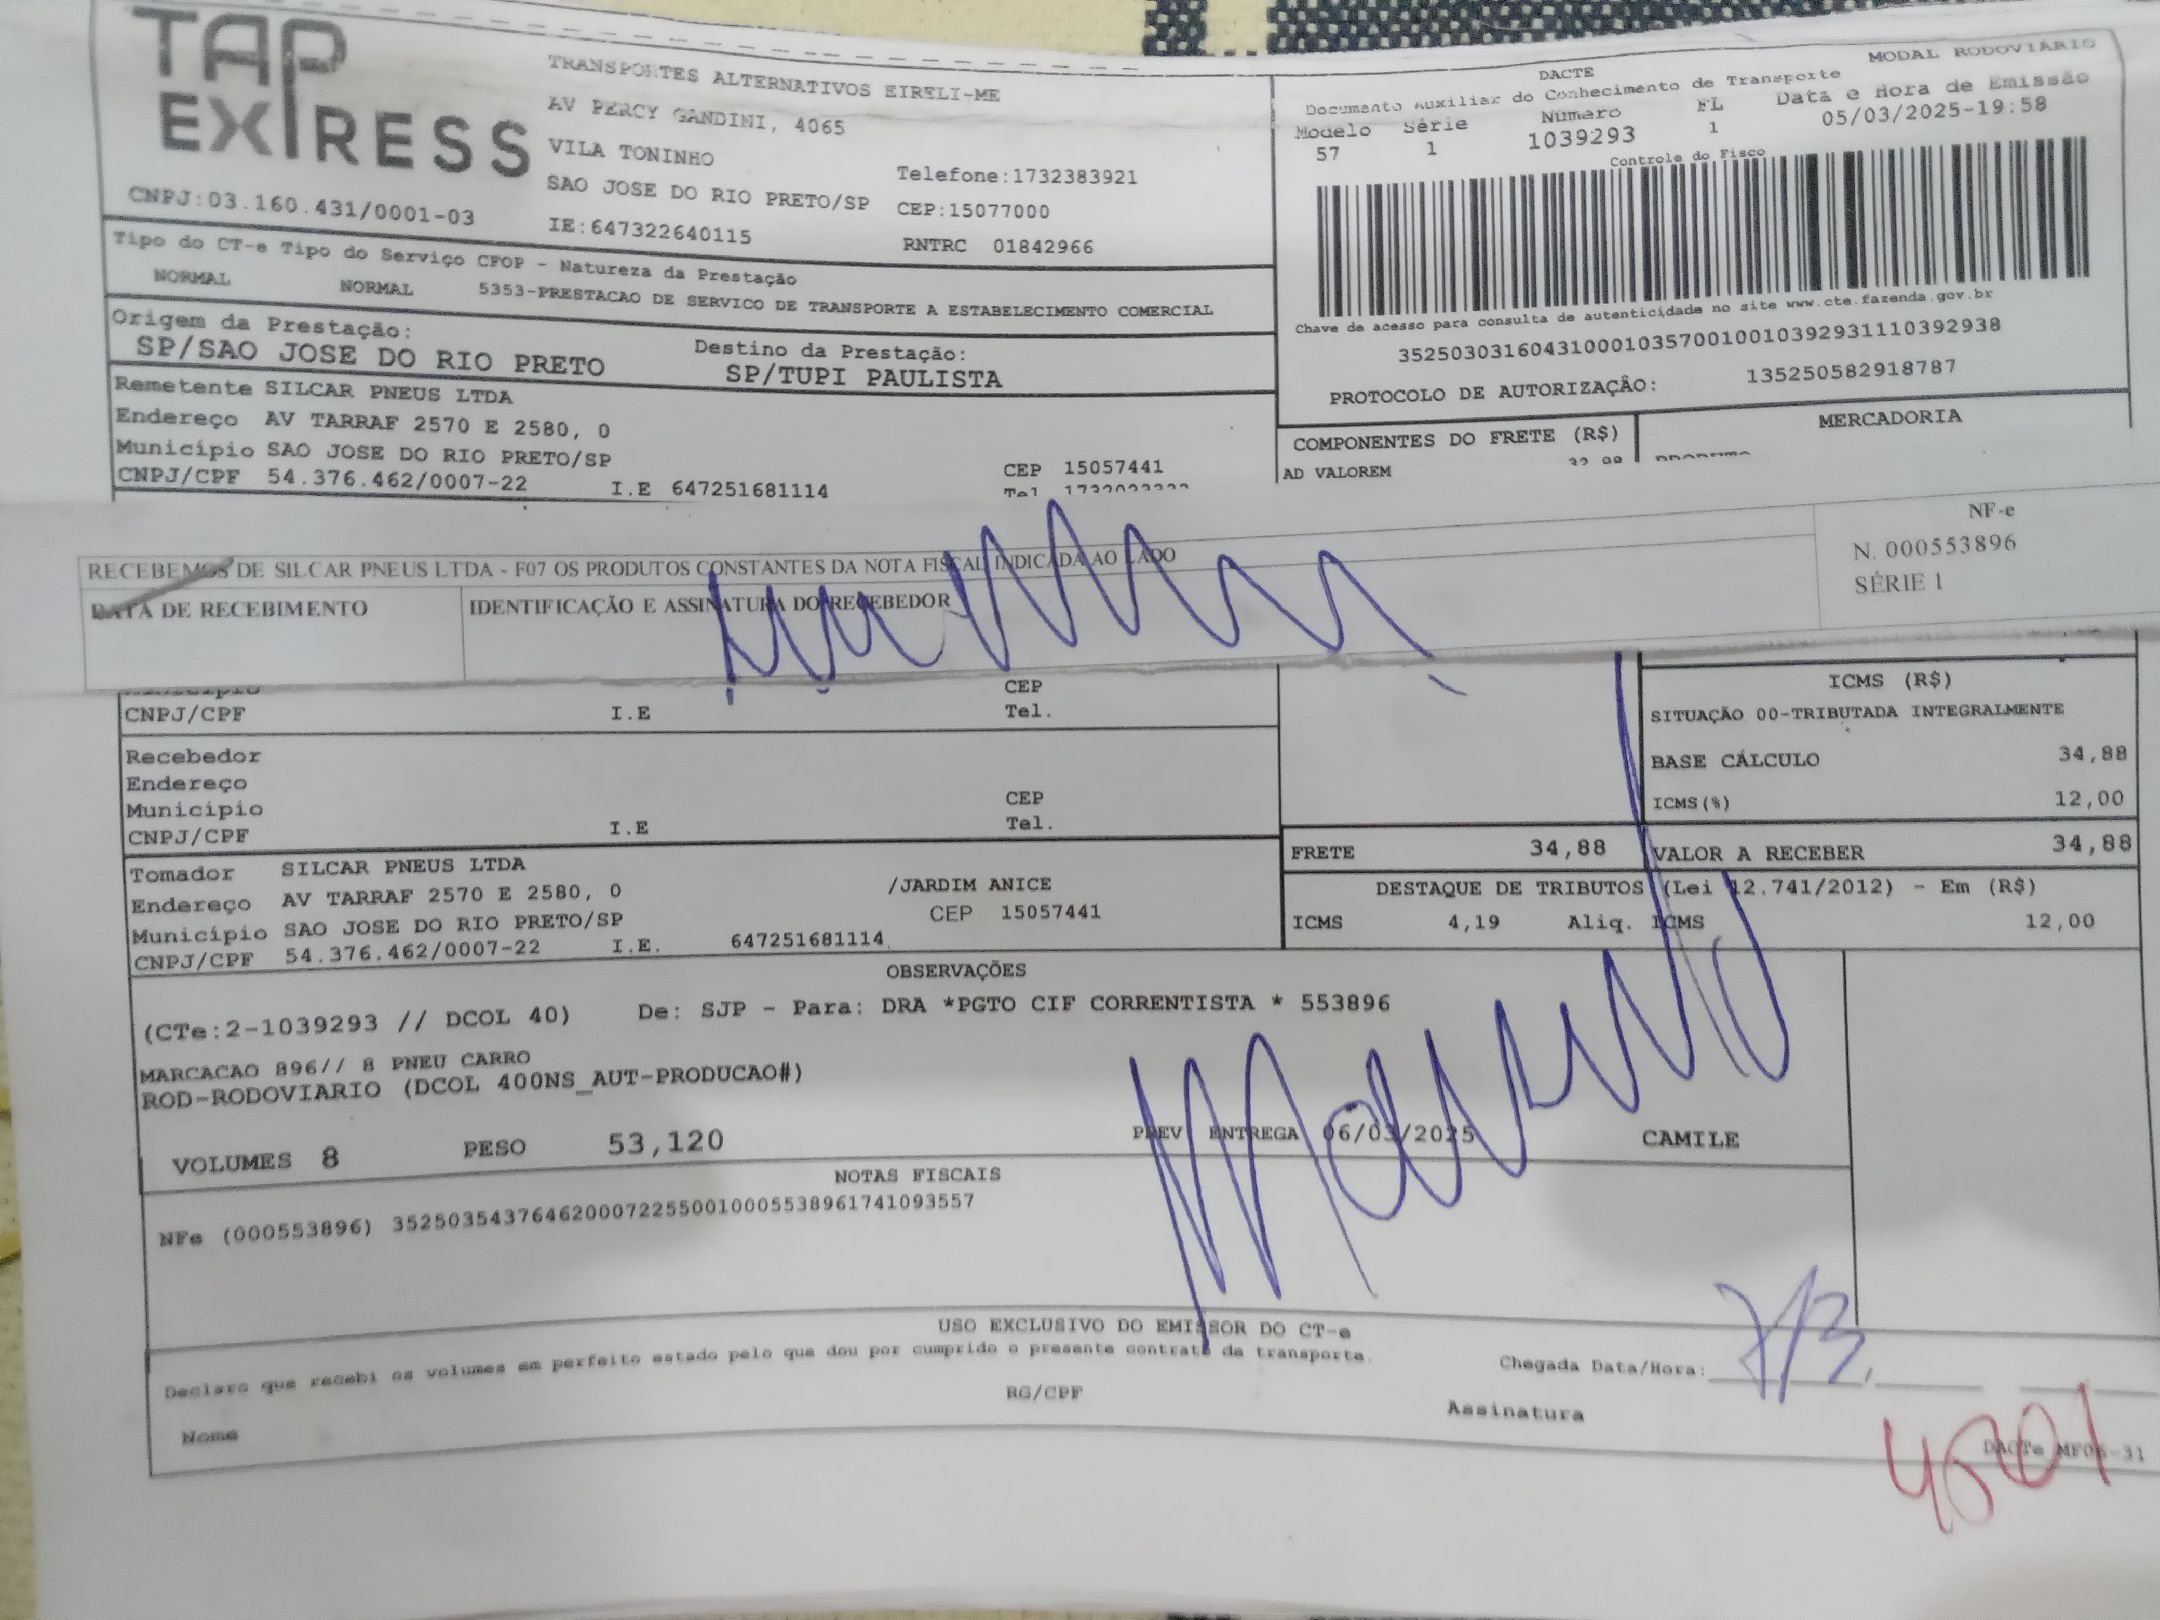 TAP EXPRESS
TRANSPORTES ALTERNATIVOS EIRELI-ME
AV PERCY GANDINI, 4065
VILA TONINHO
Telefone:1732383921
SAO JOSE DO RIO PRETO/SP CEP:15077000
CNPJ:03.160.431/0001-03
IE:647322640115
RNTRC 01842966
MODAL RODOVIÁRIO
DACTE
Documento Auxiliar do Conhecimento de Transporte
Modelo Série Número FL Data e Hora de Emissão
57 1 1039293 1 05/03/2025-19:58
Controle do Fisco
Chave de acesso para consulta de autenticidade no site www.cte.fazenda.gov.br
35250303160431000103570010010392931110392938
PROTOCOLO DE AUTORIZAÇÃO: 135250582918787
Tipo do CT-e Tipo do Serviço CFOP - Natureza da Prestação
NORMAL NORMAL 5353-PRESTACAO DE SERVICO DE TRANSPORTE A ESTABELECIMENTO COMERCIAL
Origem da Prestação: Destino da Prestação:
SP/SAO JOSE DO RIO PRETO SP/TUPI PAULISTA
Remetente SILCAR PNEUS LTDA
Endereço AV TARRAF 2570 E 2580, 0
Município SAO JOSE DO RIO PRETO/SP CEP 15057441
CNPJ/CPF 54.376.462/0007-22 I.E 647251681114 Tel
COMPONENTES DO FRETE (R$) MERCADORIA
AD VALOREM
RECEBEMOS DE SILCAR PNEUS LTDA - F07 OS PRODUTOS CONSTANTES DA NOTA FISCAL INDICADA AO LADO
DATA DE RECEBIMENTO IDENTIFICAÇÃO E ASSINATURA DO RECEBEDOR
NF-e
N. 000553896
SÉRIE 1
CEP
CNPJ/CPF I.E Tel.
Recebedor
Endereço
Município CEP
CNPJ/CPF I.E Tel.
ICMS (R$)
SITUAÇÃO 00-TRIBUTADA INTEGRALMENTE
BASE CÁLCULO 34,88
ICMS(%) 12,00
FRETE 34,88 VALOR A RECEBER 34,88
DESTAQUE DE TRIBUTOS (Lei 12.741/2012) - Em (R$)
ICMS 4,19 Aliq. ICMS 12,00
Tomador SILCAR PNEUS LTDA
Endereço AV TARRAF 2570 E 2580, 0 /JARDIM ANICE
Município SAO JOSE DO RIO PRETO/SP CEP 15057441
CNPJ/CPF 54.376.462/0007-22 I.E. 647251681114
OBSERVAÇÕES
(CTe:2-1039293 // DCOL 40) De: SJP - Para: DRA *PGTO CIF CORRENTISTA * 553896
MARCACAO 896// 8 PNEU CARRO
ROD-RODOVIARIO (DCOL 400NS_AUT-PRODUCAO#)
VOLUMES 8 PESO 53,120 PREV ENTREGA 06/03/2025 CAMILE
NOTAS FISCAIS
NFe (000553896) 35250354376462000722550010005538961741093557
USO EXCLUSIVO DO EMISSOR DO CT-e
Declaro que recebi os volumes em perfeito estado pelo que dou por cumprido o presente contrato de transporte.
Chegada Data/Hora: 7/3
Nome RG/CPF Assinatura